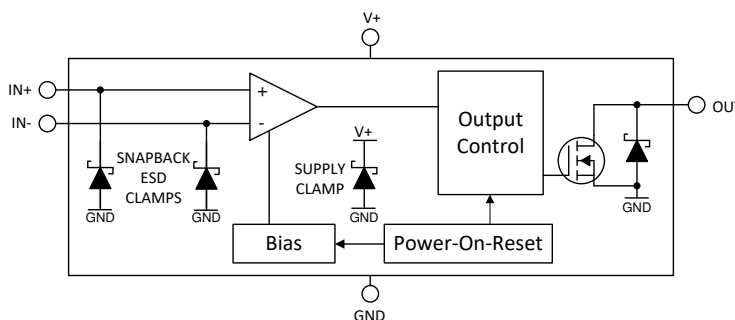 V+
IN+
IN-
+
-
SNAPBACK
ESD
CLAMPS
GND
GND
V+
SUPPLY
CLAMP
GND
Output
Control
OUT
GND
Bias
Power-On-Reset
GND